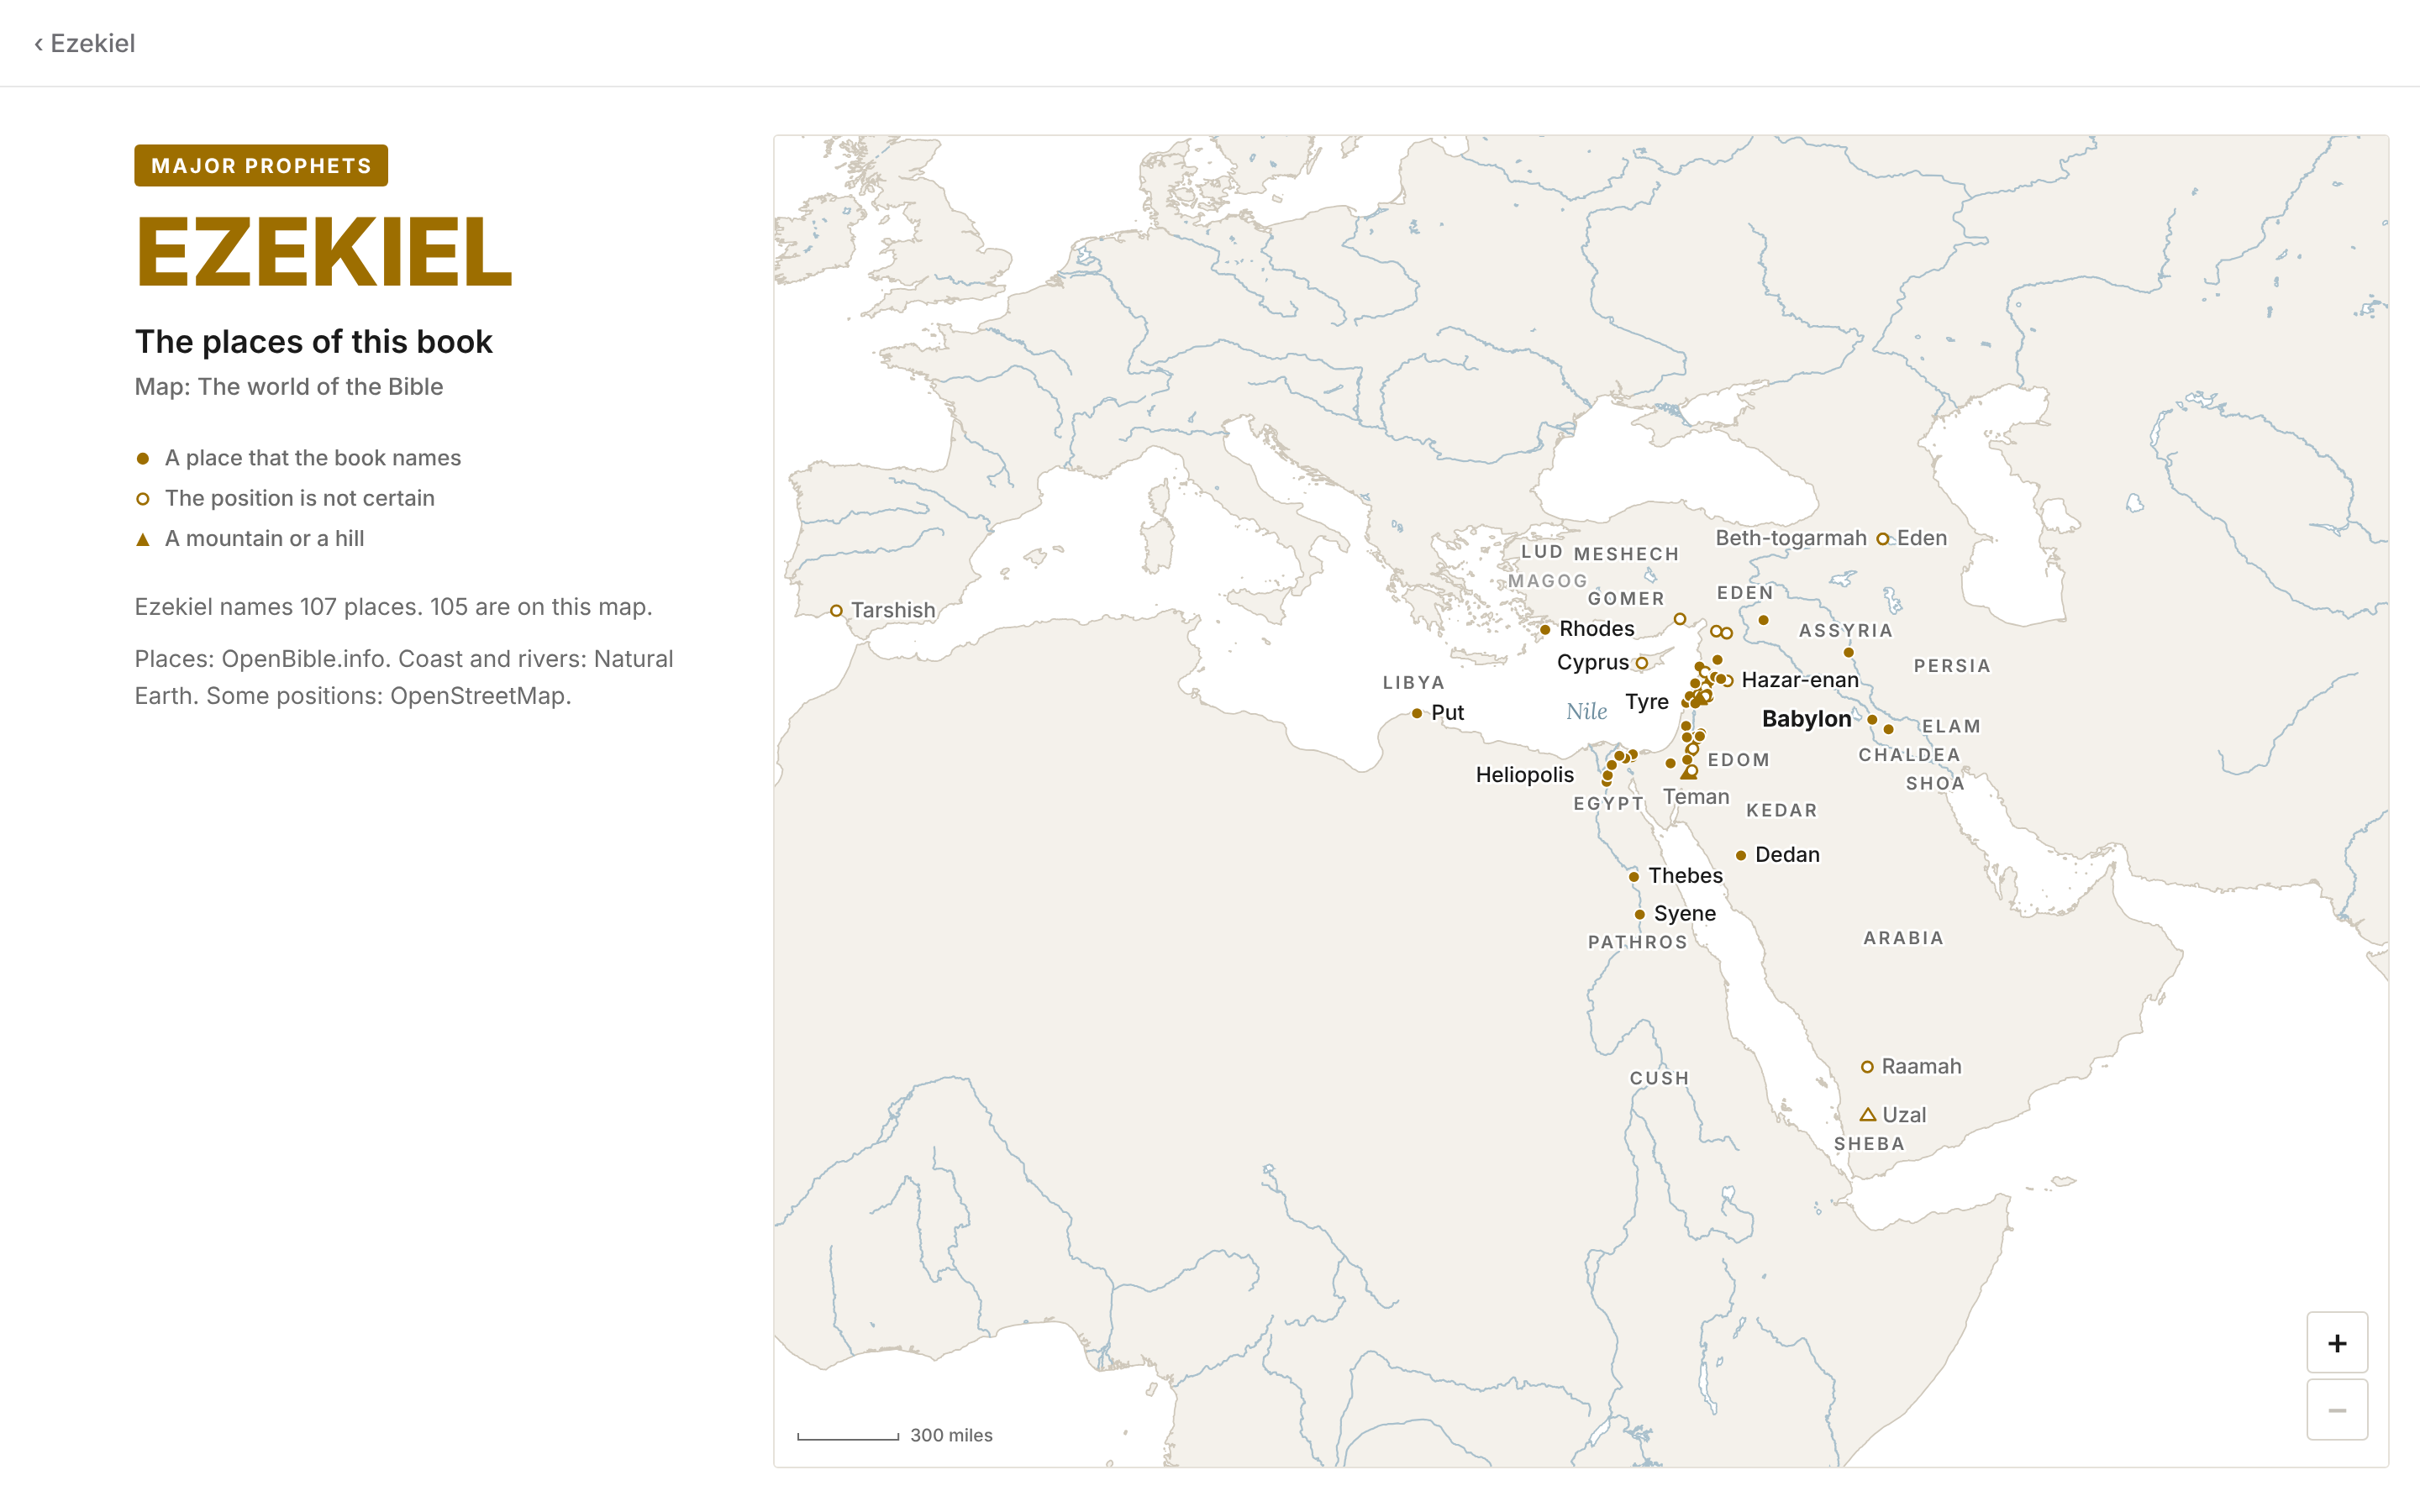 ‹ Ezekiel
MAJOR PROPHETS
EZEKIEL
The places of this book
Map: The world of the Bible
A place that the book names
The position is not certain
A mountain or a hill
Ezekiel names 107 places. 105 are on this map.
Places: OpenBible.info. Coast and rivers: Natural
Earth. Some positions: OpenStreetMap.
Beth-togarmah
Eden
LUD
MESHECH
MAGOG
GOMER
EDEN
Tarshish
Rhodes
ASSYRIA
Cyprus
PERSIA
LIBYA
Hazar-enan
Put
Nile
Tyre
Babylon
ELAM
CHALDEA
EDOM
Heliopolis
SHOA
EGYPT
Teman
KEDAR
Dedan
Thebes
Syene
PATHROS
ARABIA
Raamah
CUSH
Uzal
SHEBA
+
−
300 miles